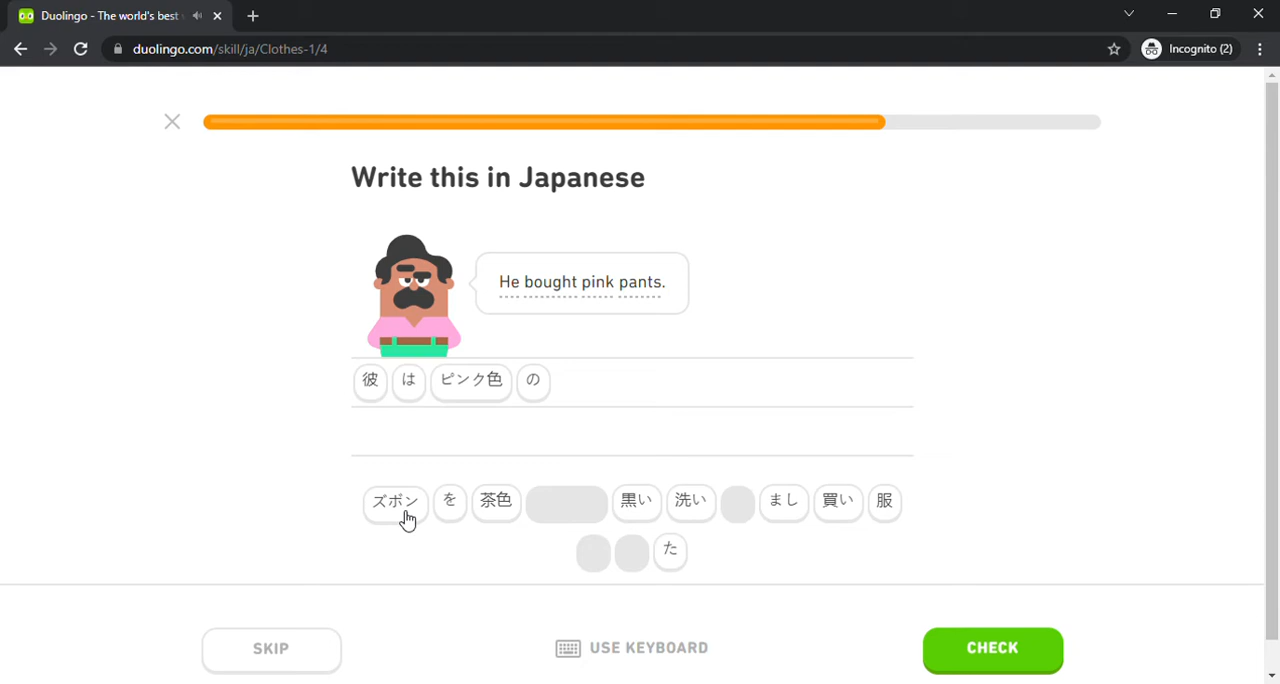 Duolingo - The world's best
duolingo.com/skill/ja/Clothes-1/4
Incognito (2)
Write this in Japanese
He bought pink pants.
彼 は ピンク色 の
ズボン を 茶色 黒い 洗い まし 買い 服
た
SKIP
USE KEYBOARD
CHECK